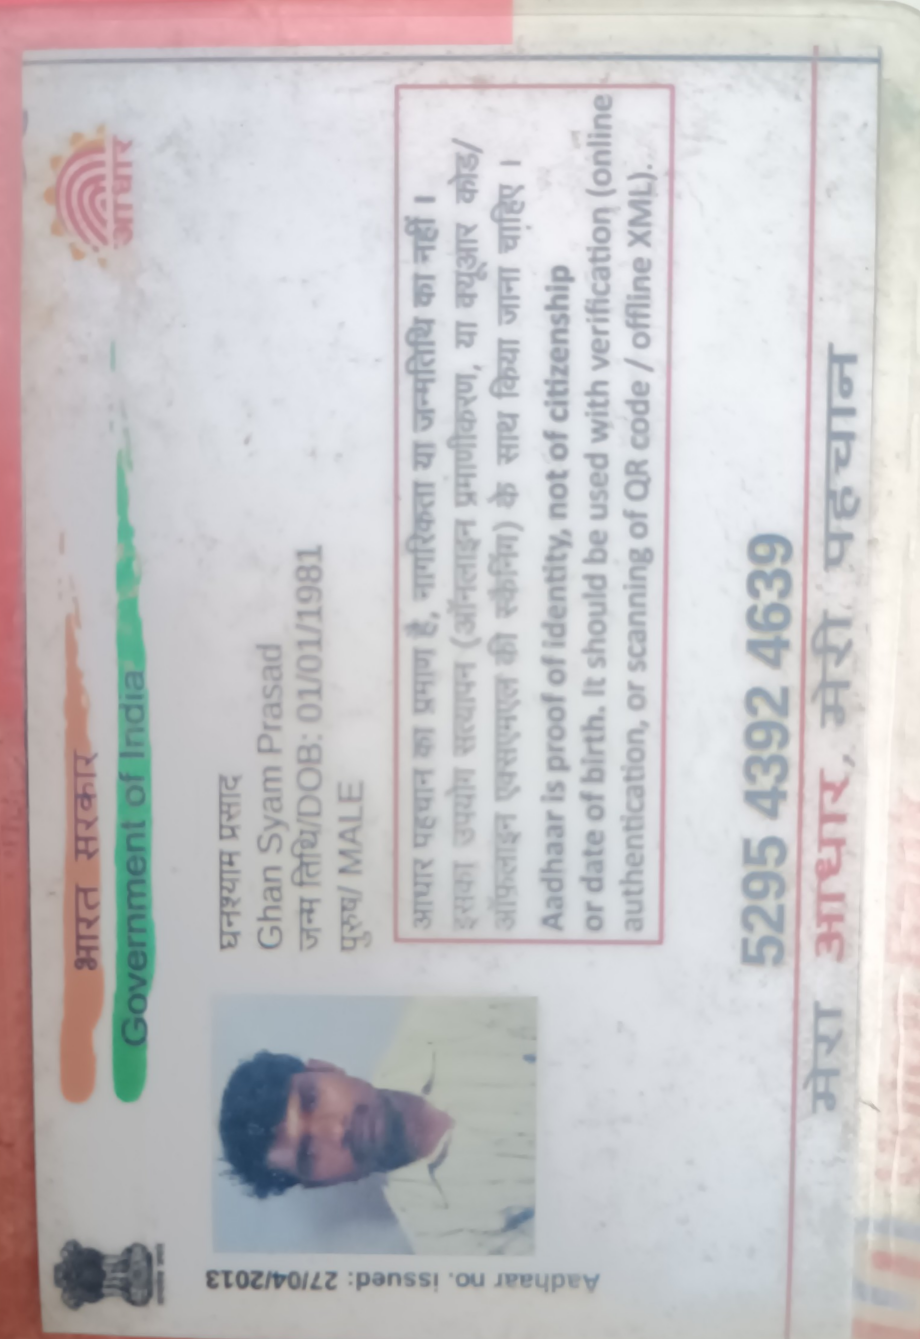 भारत सरकार
Government of India
आधार
घनश्याम प्रसाद
Ghan Syam Prasad
जन्म तिथि/DOB: 01/01/1981
पुरुष/ MALE
आधार पहचान का प्रमाण है, नागरिकता या जन्मतिथि का नहीं ।
इसका उपयोग सत्यापन (ऑनलाइन प्रमाणीकरण, या क्यूआर कोड/
ऑफ़लाइन एक्सएमएल की स्कैनिंग) के साथ किया जाना चाहिए ।
Aadhaar is proof of identity, not of citizenship
or date of birth. It should be used with verification (online
authentication, or scanning of QR code / offline XML).
Aadhaar no. issued: 27/04/2013
5295 4392 4639
मेरा आधार, मेरी पहचान